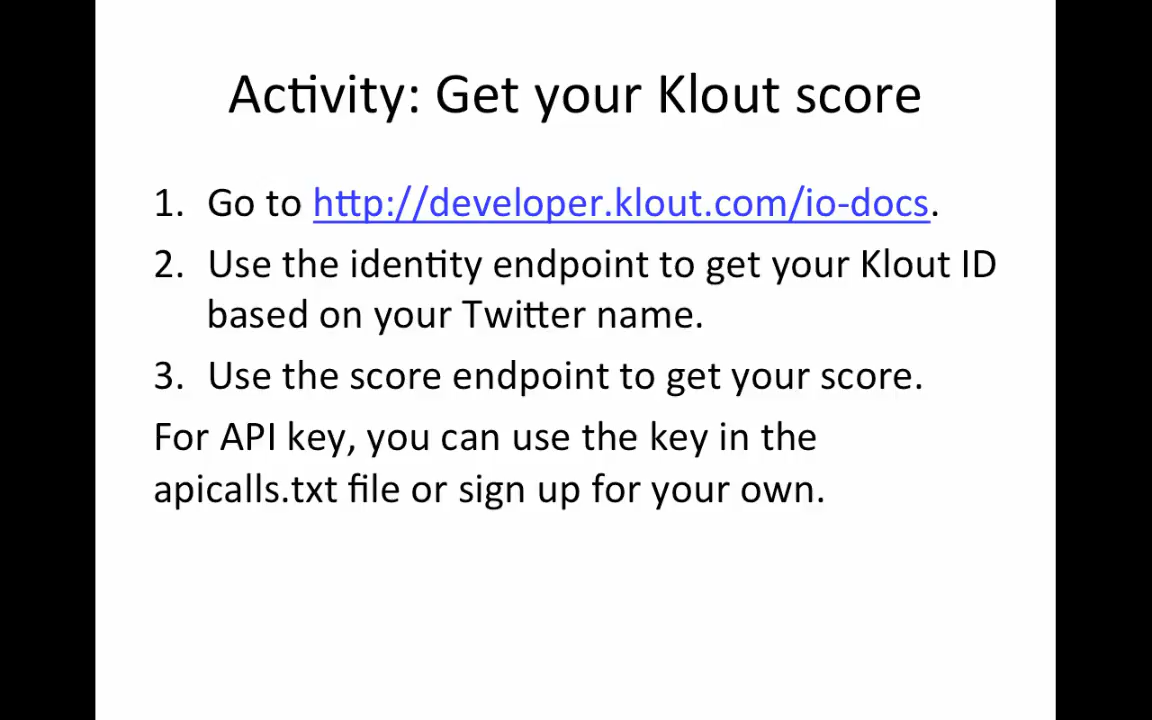 Activity: Get your Klout score
1. Go to http://developer.klout.com/io-docs.
2. Use the identity endpoint to get your Klout ID
based on your Twitter name.
3. Use the score endpoint to get your score.
For API key, you can use the key in the
apicalls.txt file or sign up for your own.